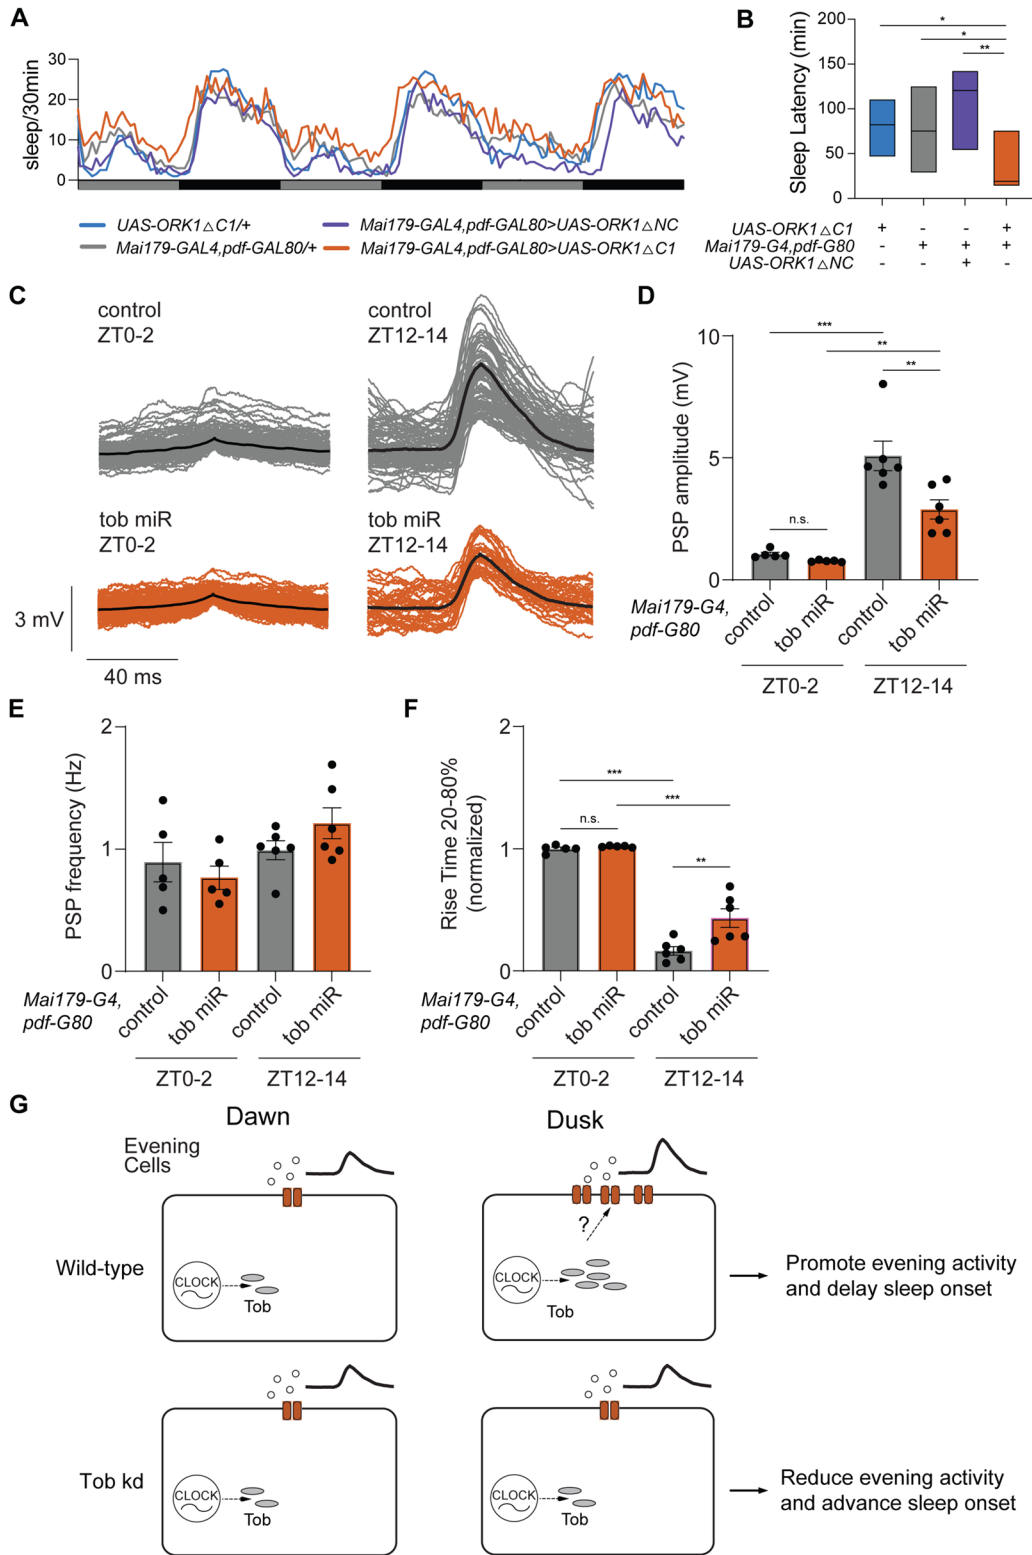 A
sleep/30min
30
20
10
0
UAS-ORK1△C1/+
Mai179-GAL4,pdf-GAL80/+
Mai179-GAL4,pdf-GAL80>UAS-ORK1△NC
Mai179-GAL4,pdf-GAL80>UAS-ORK1△C1
B
Sleep Latency (min)
200
150
100
50
0
*
*
**
UAS-ORK1△C1 + - - +
Mai179-G4,pdf-G80 - + + +
UAS-ORK1△NC - - + -
C
control
ZT0-2
control
ZT12-14
tob miR
ZT0-2
tob miR
ZT12-14
3 mV
40 ms
D
PSP amplitude (mV)
10
5
0
***
**
**
n.s.
Mai179-G4,
pdf-G80
control
tob miR
control
tob miR
ZT0-2
ZT12-14
E
PSP frequency (Hz)
2
1
0
Mai179-G4,
pdf-G80
control
tob miR
control
tob miR
ZT0-2
ZT12-14
F
Rise Time 20-80%
(normalized)
2
1
0
***
***
n.s.
**
Mai179-G4,
pdf-G80
control
tob miR
control
tob miR
ZT0-2
ZT12-14
G
Dawn
Dusk
Evening
Cells
Wild-type
CLOCK
Tob
?
CLOCK
Tob
Promote evening activity
and delay sleep onset
Tob kd
CLOCK
Tob
CLOCK
Tob
Reduce evening activity
and advance sleep onset